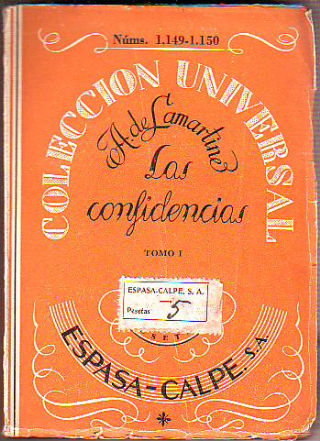 Núms. 1.149-1.150
COLECCION UNIVERSAL
A de Lamartine
Las
confidencias
TOMO I
ESPASA-CALPE, S. A.
Pesetas 5
ESPASA-CALPE, S.A.